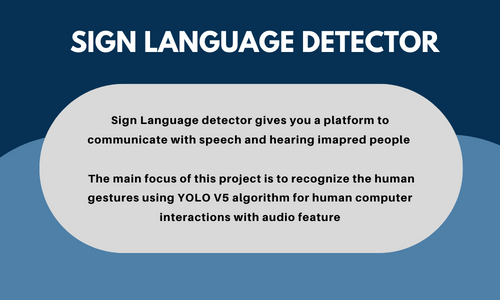 SIGN LANGUAGE DETECTOR
Sign Language detector gives you a platform to
communicate with speech and hearing imapred people
The main focus of this project is to recognize the human
gestures using YOLO V5 algorithm for human computer
interactions with audio feature